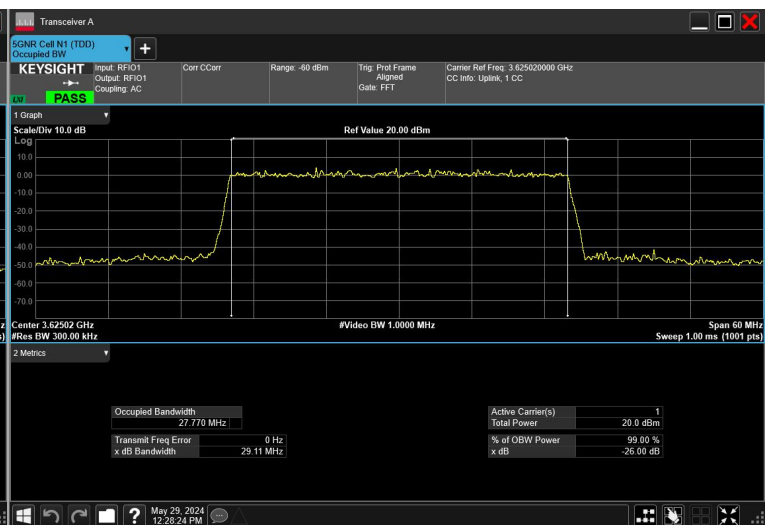 Transceiver A
5GNR Cell N1 (TDD)
Occupied BW
KEYSIGHT
LXI
PASS
Input: RFIO1
Output: RFIO1
Coupling: AC
Corr CCorr
Range: -60 dBm
Trig: Prot Frame
Aligned
Gate: FFT
Carrier Ref Freq: 3.625020000 GHz
CC Info: Uplink, 1 CC
1 Graph
Scale/Div 10.0 dB
Ref Value 20.00 dBm
Log
10.0
0.00
-10.0
-20.0
-30.0
-40.0
-50.0
-60.0
-70.0
Center 3.62502 GHz
#Video BW 1.0000 MHz
Span 60 MHz
#Res BW 300.00 kHz
Sweep 1.00 ms (1001 pts)
2 Metrics
Occupied Bandwidth
27.770 MHz
Transmit Freq Error 0 Hz
x dB Bandwidth 29.11 MHz
Active Carrier(s) 1
Total Power 20.0 dBm
% of OBW Power 99.00 %
x dB -26.00 dB
May 29, 2024
12:28:24 PM